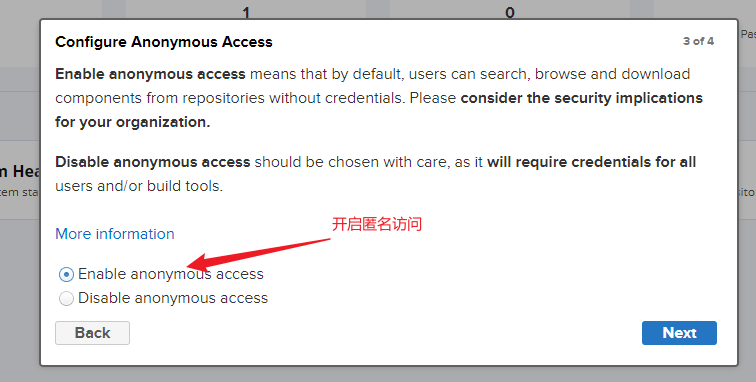 1
0
Configure Anonymous Access
3 of 4
Pas
Enable anonymous access means that by default, users can search, browse and download
components from repositories without credentials. Please consider the security implications
for your organization.
Disable anonymous access should be chosen with care, as it will require credentials for all
m Hea
users and/or build tools.
tem sta
sito
开启匿名访问
More information
Enable anonymous access
Disable anonymous access
Back
Next